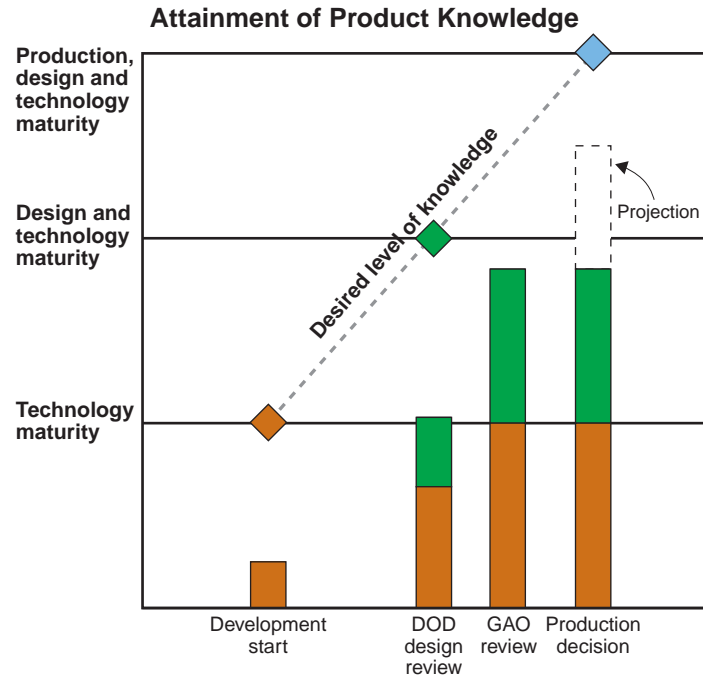 Attainment of Product Knowledge
Production,
design and
technology
maturity
Desired level of knowledge
Projection
Design and
technology
maturity
Technology
maturity
Development
start
DOD
design
review
GAO
review
Production
decision